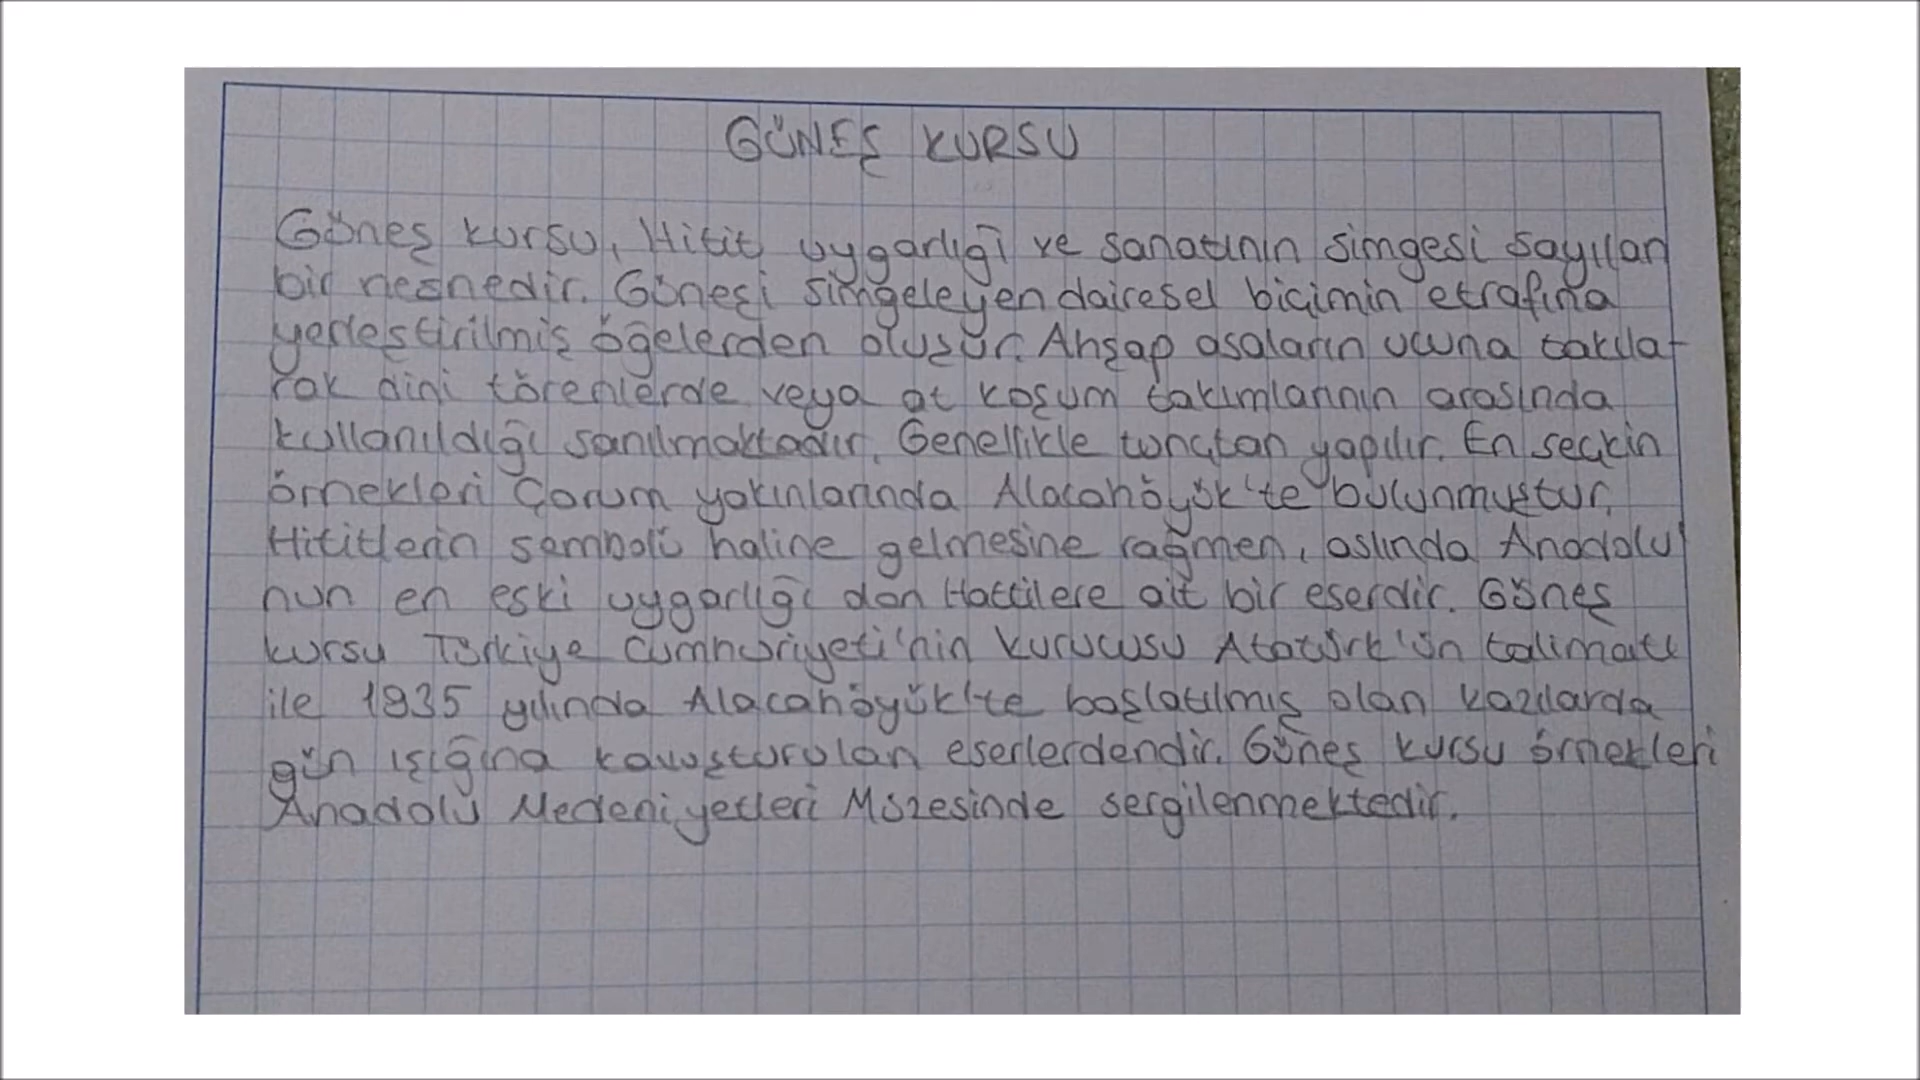 GÜNEŞ KURSU
Güneş kursu, Hitit uygarlığı ve sanatının simgesi sayılan
bir nesnedir. Güneşi simgeleyen dairesel biçimin etrafına
yerleştirilmiş öğelerden oluşur. Ahşap asaların ucuna takıla-
rak dini törenlerde veya at koşum takımlarının arasında
kullanıldığı sanılmaktadır. Genellikle tunçtan yapılır. En seçkin
örnekleri Çorum yakınlarında Alacahöyük'te bulunmuştur.
Hititlerin sembolü haline gelmesine rağmen, aslında Anadolu'
nun en eski uygarlığı dan Hattilere ait bir eserdir. Güneş
kursu Türkiye Cumhuriyeti'nin kurucusu Atatürk'ün talimatı
ile 1935 yılında Alacahöyük'te başlatılmış olan kazılarda
gün ışığına kavuşturulan eserlerdendir. Güneş kursu örnekleri
Anadolu Medeniyetleri Müzesinde sergilenmektedir.